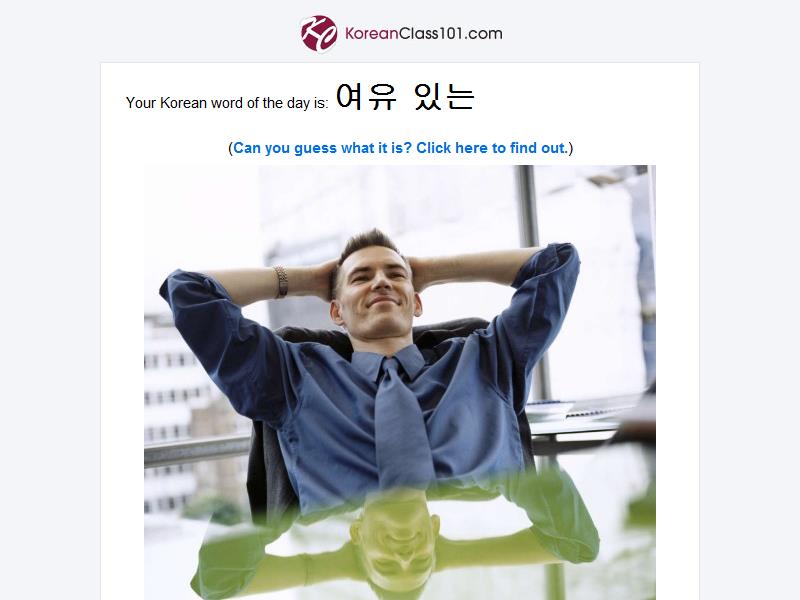 KoreanClass101.com
Your Korean word of the day is: 여유 있는
(Can you guess what it is? Click here to find out.)